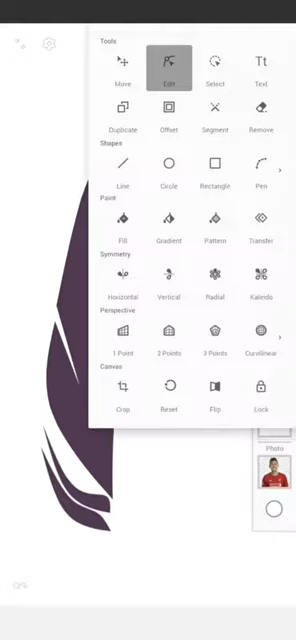 Tools
Move Edit Select Text
Duplicate Offset Segment Remove
Shapes
Line Circle Rectangle Pen
Paint
Fill Gradient Pattern Transfer
Symmetry
Horizontal Vertical Radial Kaleido
Perspective
1 Point 2 Points 3 Points Curvilinear
Canvas
Crop Reset Flip Lock
Photo